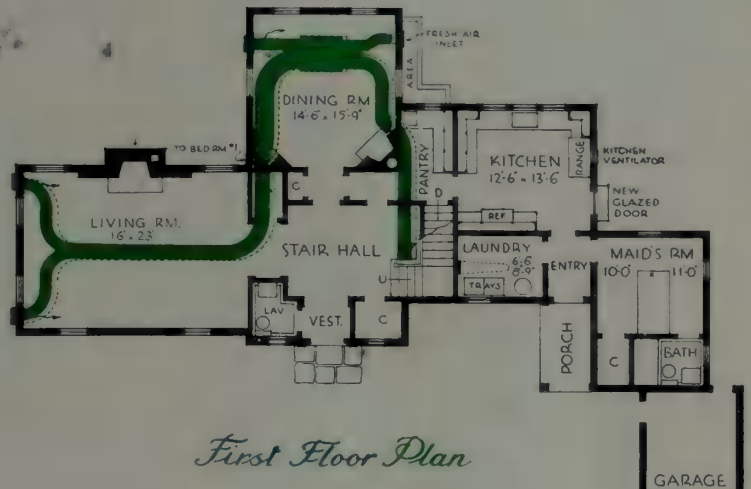 FRESH AIR
INLET
AREA
DINING RM
14'-6" x 15'-9"
TO BED RM #1
PANTRY
KITCHEN
12'-6" x 13'-6"
RANGE
KITCHEN
VENTILATOR
NEW
GLAZED
DOOR
LIVING RM.
16' x 23'
C
D
REF
STAIR HALL
LAUNDRY
6'-6"
8'-9"
TRAYS
ENTRY
MAID'S RM
10'-0" 11'-0"
U
LAV
VEST.
C
PORCH
C
BATH
First Floor Plan
GARAGE